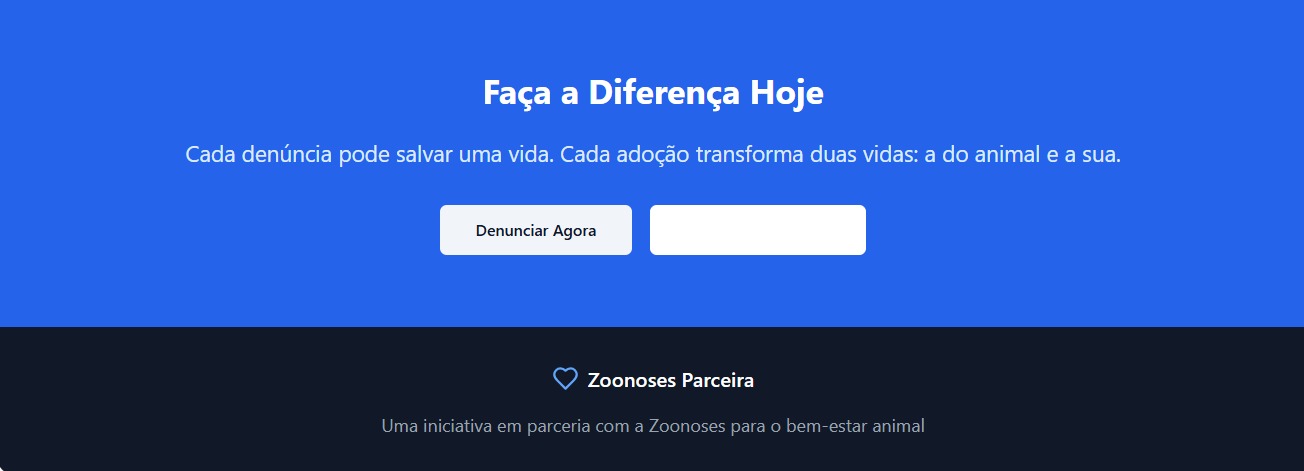 Faça a Diferença Hoje
Cada denúncia pode salvar uma vida. Cada adoção transforma duas vidas: a do animal e a sua.
Denunciar Agora
Zoonoses Parceira
Uma iniciativa em parceria com a Zoonoses para o bem-estar animal